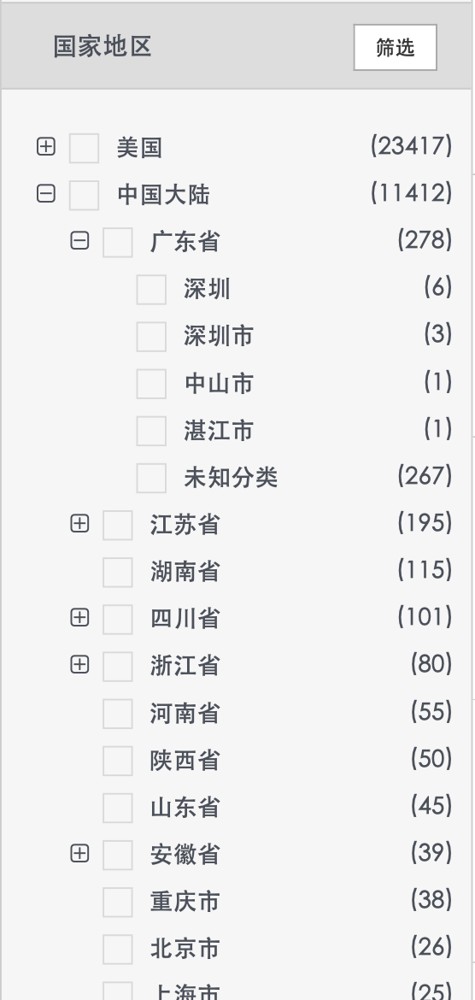 国家地区 筛选
美国 (23417)
中国大陆 (11412)
广东省 (278)
深圳 (6)
深圳市 (3)
中山市 (1)
湛江市 (1)
未知分类 (267)
江苏省 (195)
湖南省 (115)
四川省 (101)
浙江省 (80)
河南省 (55)
陕西省 (50)
山东省 (45)
安徽省 (39)
重庆市 (38)
北京市 (26)
上海市 (25)